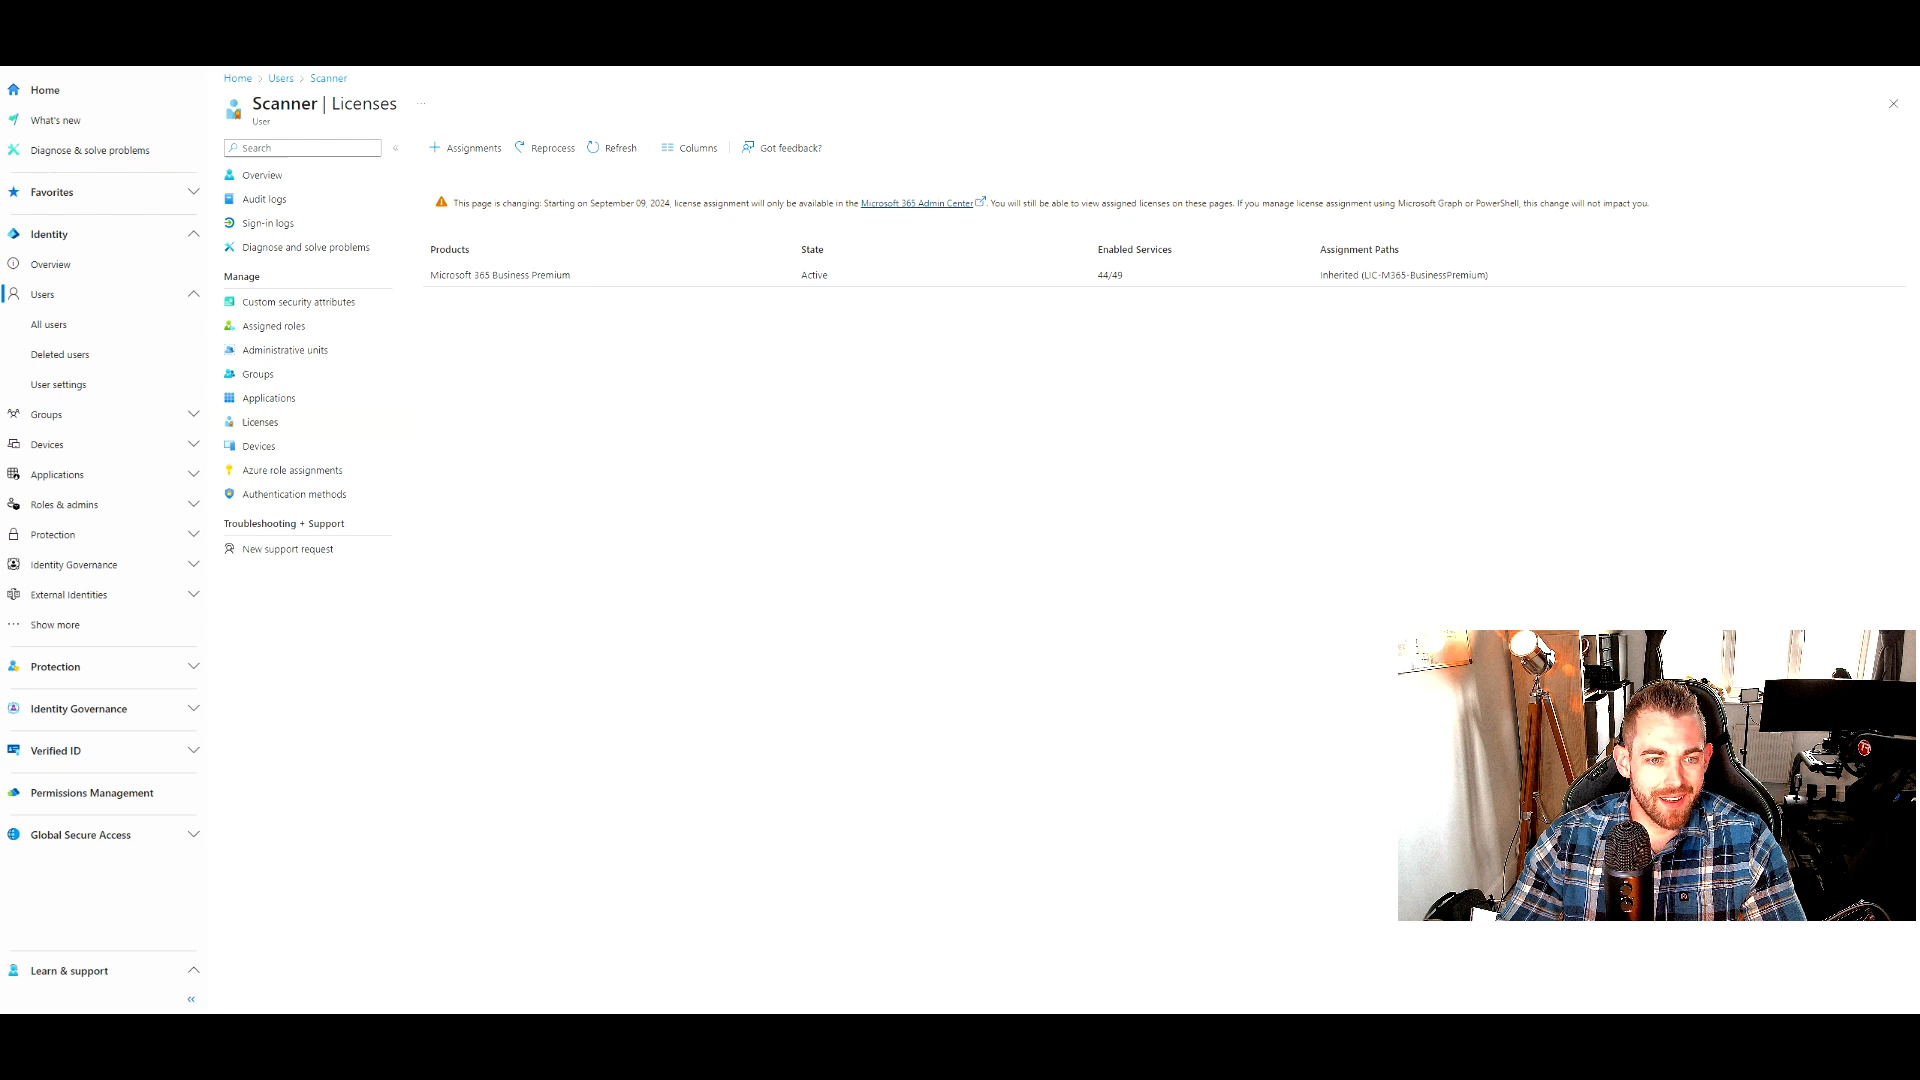 Home > Users > Scanner
Scanner | Licenses ...
User
Search «
Assignments Reprocess Refresh Columns Got feedback?
Home
What's new
Diagnose & solve problems
Favorites
Identity
Overview
Users
All users
Deleted users
User settings
Groups
Devices
Applications
Roles & admins
Protection
Identity Governance
External Identities
Show more
Protection
Identity Governance
Verified ID
Permissions Management
Global Secure Access
Learn & support
«
Overview
Audit logs
Sign-in logs
Diagnose and solve problems
Manage
Custom security attributes
Assigned roles
Administrative units
Groups
Applications
Licenses
Devices
Azure role assignments
Authentication methods
Troubleshooting + Support
New support request
This page is changing: Starting on September 09, 2024, license assignment will only be available in the Microsoft 365 Admin Center. You will still be able to view assigned licenses on these pages. If you manage license assignment using Microsoft Graph or PowerShell, this change will not impact you.
Products State Enabled Services Assignment Paths
Microsoft 365 Business Premium Active 44/49 Inherited (LIC-M365-BusinessPremium)